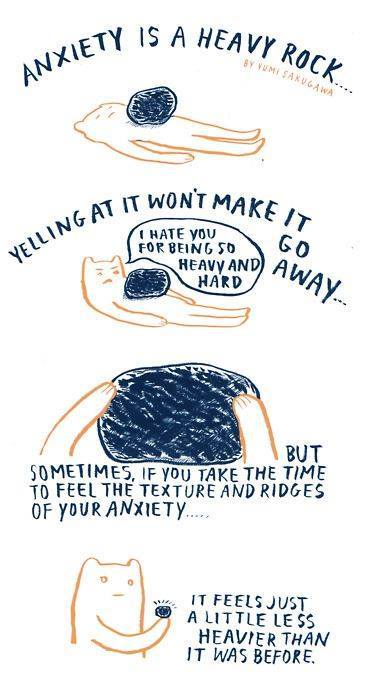 ANXIETY IS A HEAVY ROCK....
BY YUMI SAKUGAWA
YELLING AT IT WON'T MAKE IT
GO
AWAY...
I HATE YOU
FOR BEING SO
HEAVY AND
HARD
BUT
SOMETIMES, IF YOU TAKE THE TIME
TO FEEL THE TEXTURE AND RIDGES
OF YOUR ANXIETY.....
IT FEELS JUST
A LITTLE LESS
HEAVIER THAN
IT WAS BEFORE.